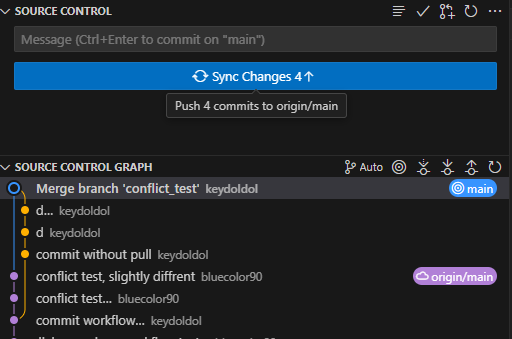 SOURCE CONTROL
Message (Ctrl+Enter to commit on "main")
Sync Changes 4↑
Push 4 commits to origin/main
SOURCE CONTROL GRAPH Auto
Merge branch 'conflict_test' keydoldol main
d... keydoldol
d keydoldol
commit without pull keydoldol
conflict test, slightly diffrent bluecolor90 origin/main
conflict test... bluecolor90
commit workflow... keydoldol